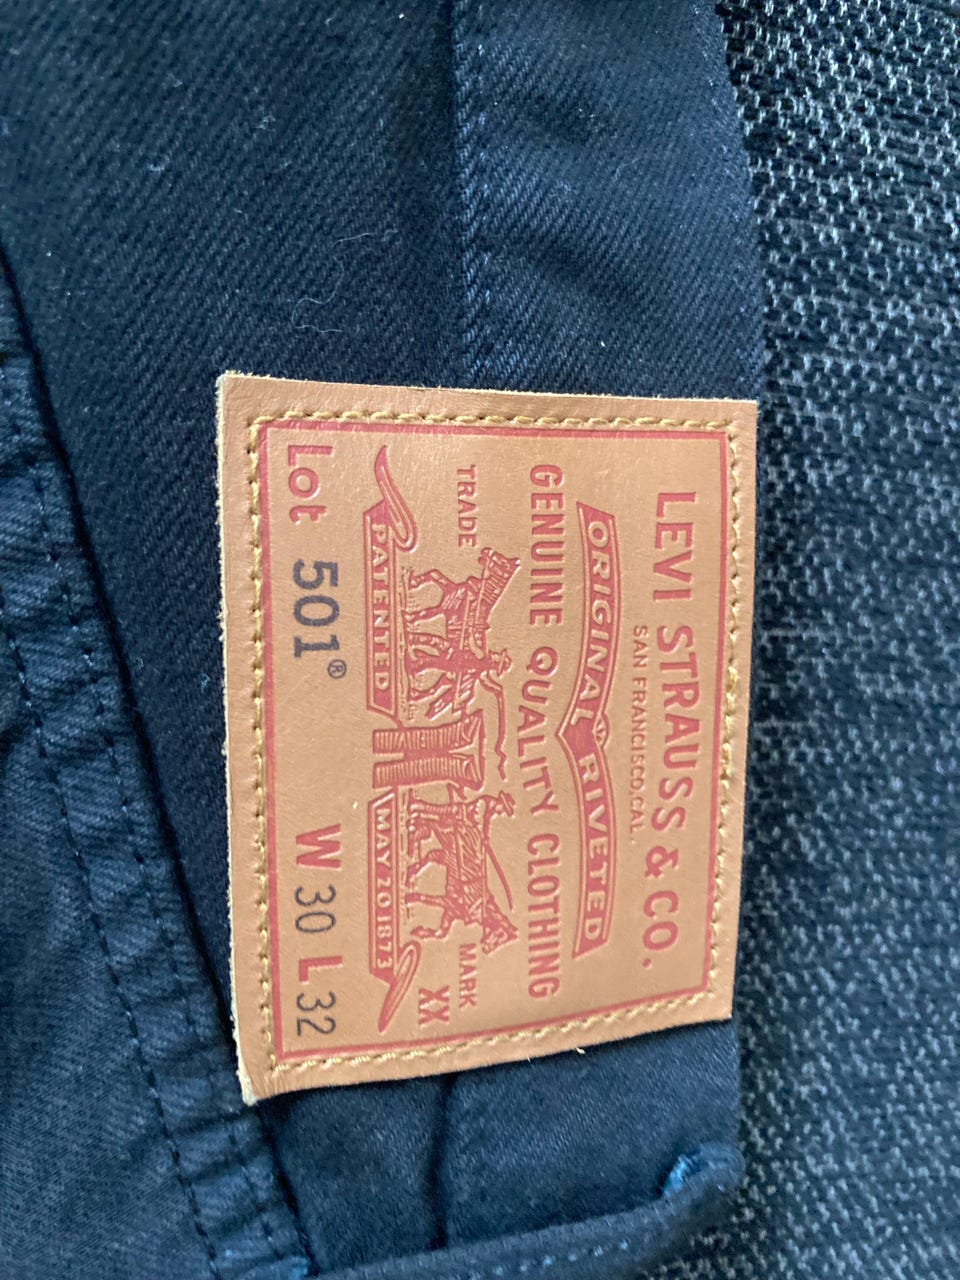 LEVI STRAUSS & CO.
SAN FRANCISCO, CAL.
ORIGINAL RIVETED
GENUINE QUALITY CLOTHING
TRADE MARK
XX
PATENTED MAY 20 1873
Lot 501® W 30 L 32